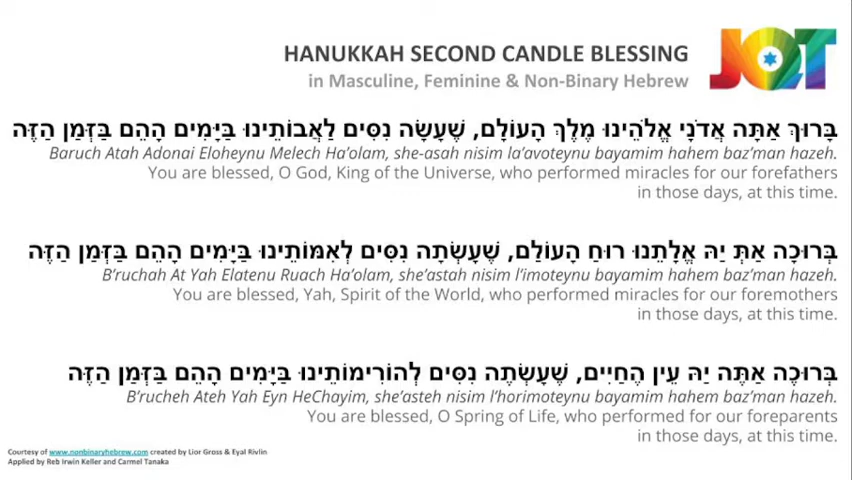 HANUKKAH SECOND CANDLE BLESSING
in Masculine, Feminine & Non-Binary Hebrew
JQT
בָּרוּךְ אַתָּה אֲדֹנָי אֱלֹהֵינוּ מֶלֶךְ הָעוֹלָם, שֶׁעָשָׂה נִסִּים לַאֲבוֹתֵינוּ בַּיָּמִים הָהֵם בַּזְּמַן הַזֶּה
Baruch Atah Adonai Eloheynu Melech Ha'olam, she-asah nisim la'avoteynu bayamim hahem baz'man hazeh.
You are blessed, O God, King of the Universe, who performed miracles for our forefathers
in those days, at this time.
בְּרוּכָה אַתְּ יַהּ אֱלָתֵנוּ רוּחַ הָעוֹלַם, שֶׁעָשְׂתָה נִסִּים לְאִמּוֹתֵינוּ בַּיָּמִים הָהֵם בַּזְּמַן הַזֶּה
B'ruchah At Yah Elatenu Ruach Ha'olam, she'astah nisim l'imoteynu bayamim hahem baz'man hazeh.
You are blessed, Yah, Spirit of the World, who performed miracles for our foremothers
in those days, at this time.
בְּרוּכֶה אַתֶּה יַהּ עֵין הֶחַיִים, שֶׁעָשְׂתֶה נִסִּים לְהוֹרִימוֹתֵינוּ בַּיָּמִים הָהֵם בַּזְּמַן הַזֶּה
B'rucheh Ateh Yah Eyn HeChayim, she'asteh nisim l'horimoteynu bayamim hahem baz'man hazeh.
You are blessed, O Spring of Life, who performed for our foreparents
in those days, at this time.
Courtesy of www.nonbinaryhebrew.com created by Lior Gross & Eyal Rivlin
Applied by Reb Irwin Keller and Carmel Tanaka